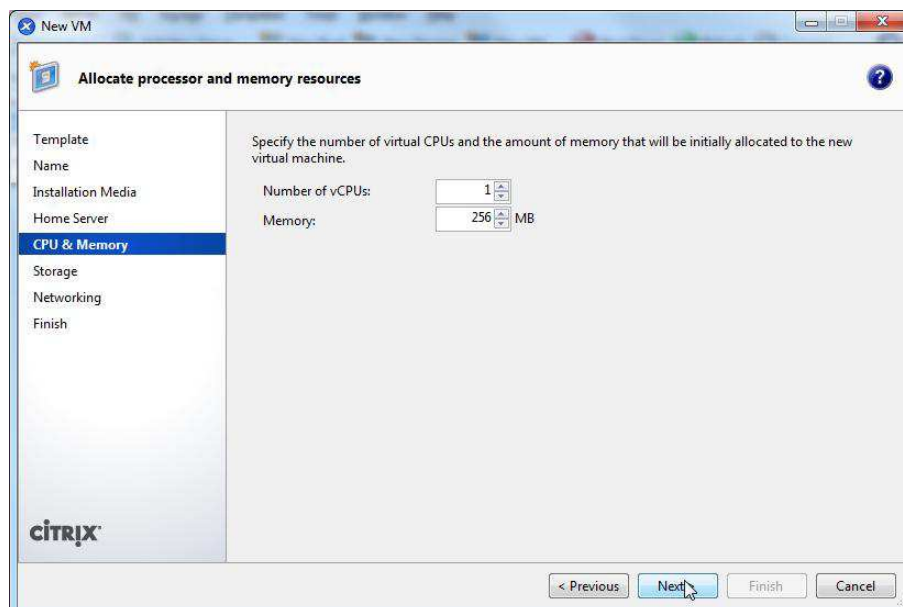 New VM
Allocate processor and memory resources
?
Template
Name
Installation Media
Home Server
CPU & Memory
Storage
Networking
Finish
Specify the number of virtual CPUs and the amount of memory that will be initially allocated to the new
virtual machine.
Number of vCPUs: 1
Memory: 256 MB
CİTRIX
< Previous Next > Finish Cancel